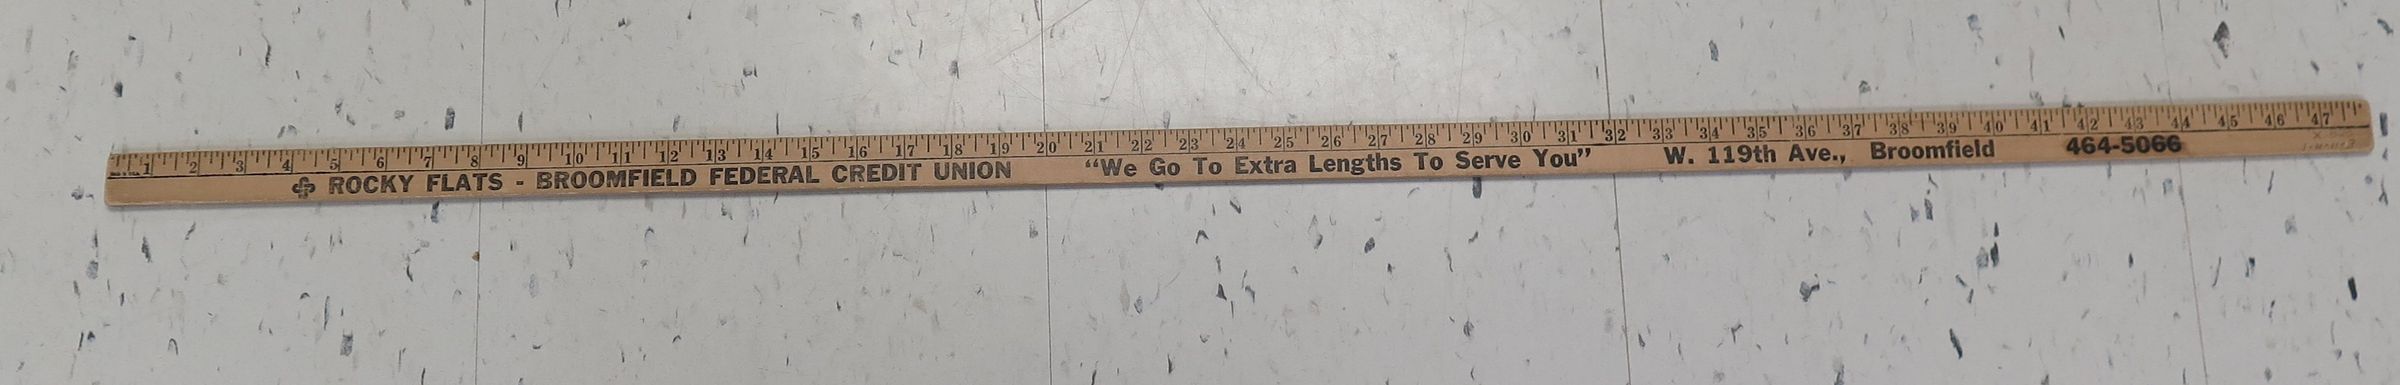 1 2 3 4 5 6 7 8 9 10 11 12 13 14 15 16 17 18 19 20 21 22 23 24 25 26 27 28 29 30 31 32 33 34 35 36 37 38 39 40 41 42 43 44 45 46 47
ROCKY FLATS - BROOMFIELD FEDERAL CREDIT UNION “We Go To Extra Lengths To Serve You” W. 119th Ave., Broomfield 464-5066